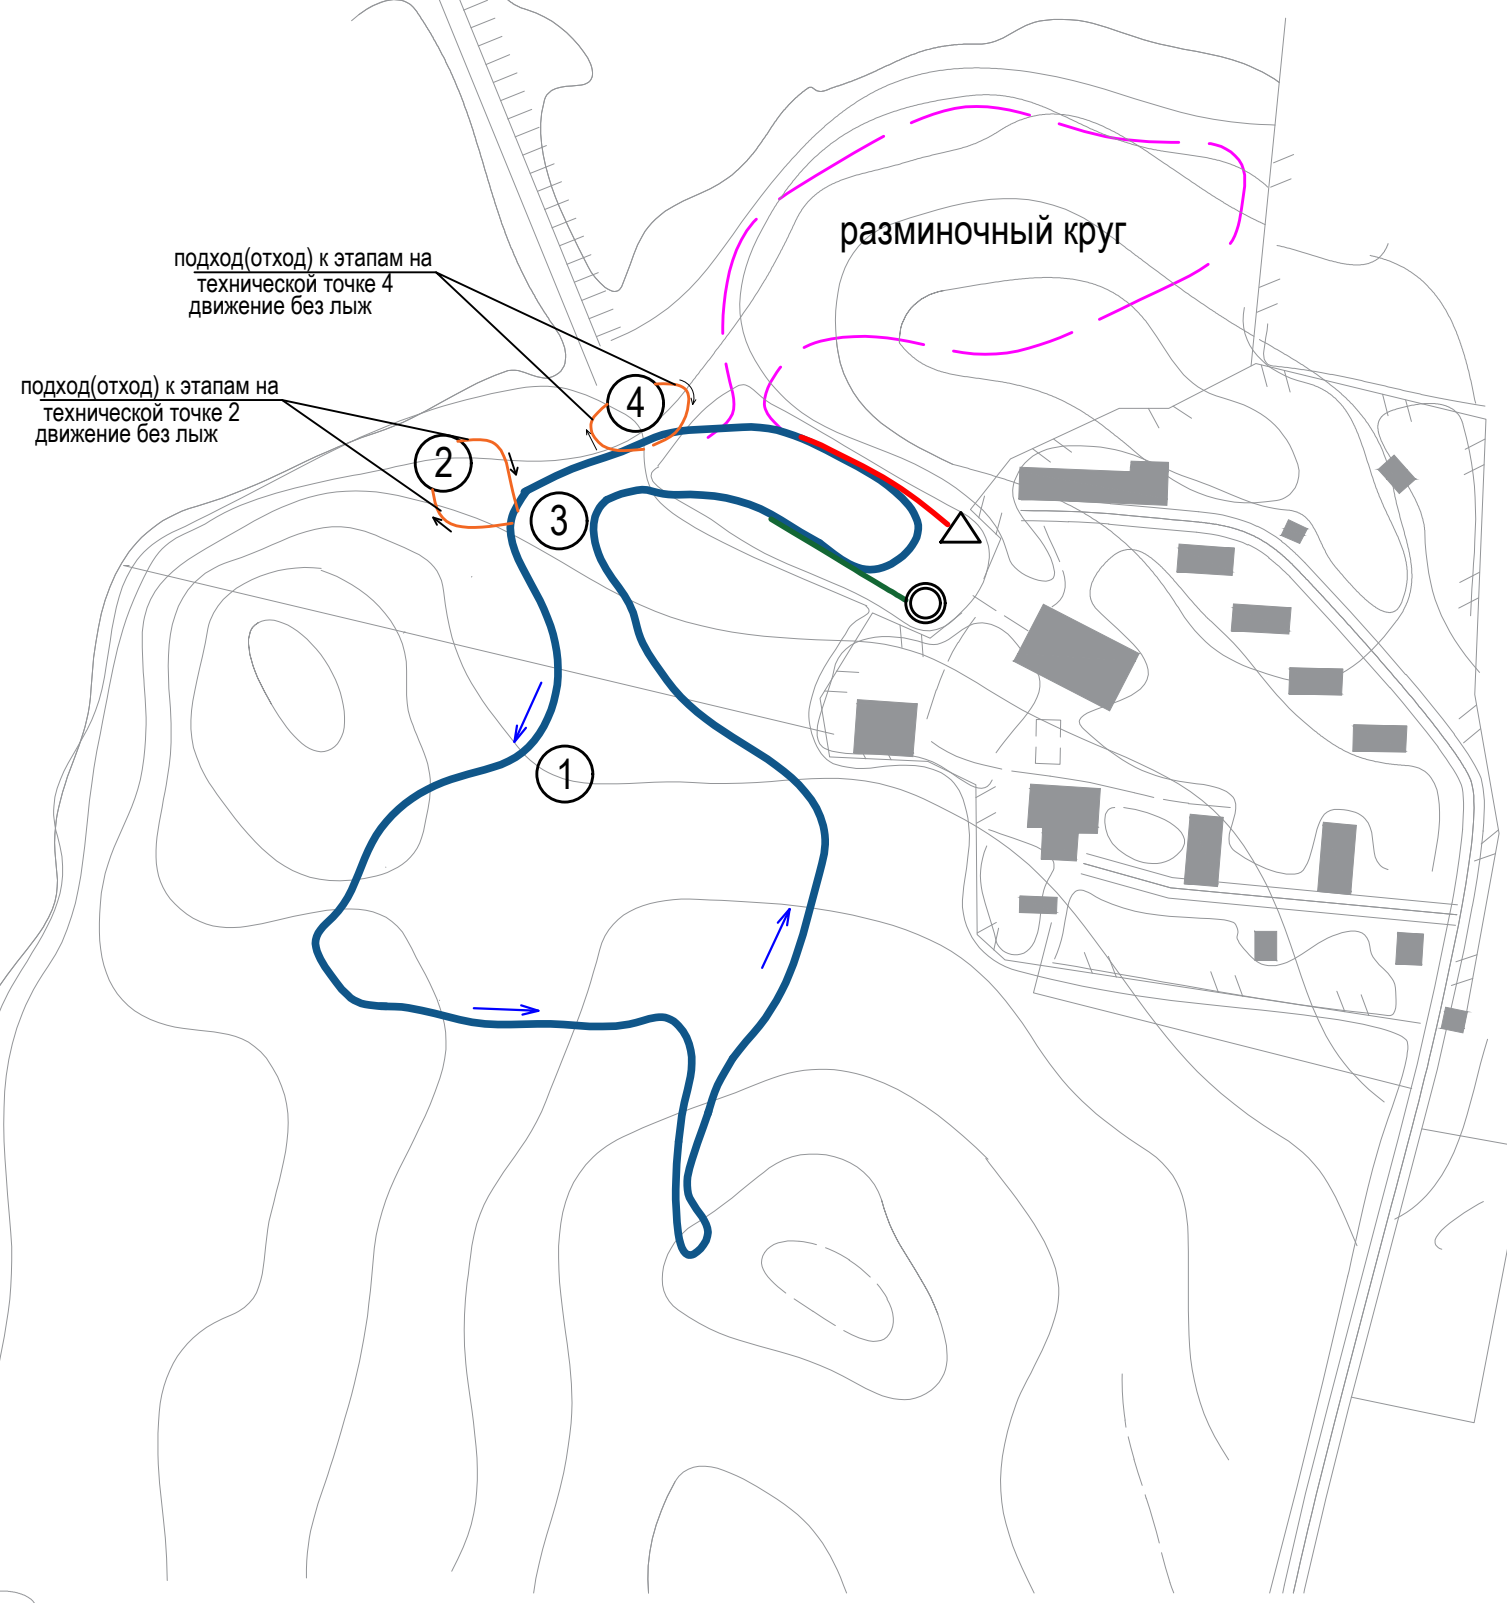 разминочный круг
подход(отход) к этапам на
технической точке 4
движение без лыж
подход(отход) к этапам на
технической точке 2
движение без лыж
4
2
3
1